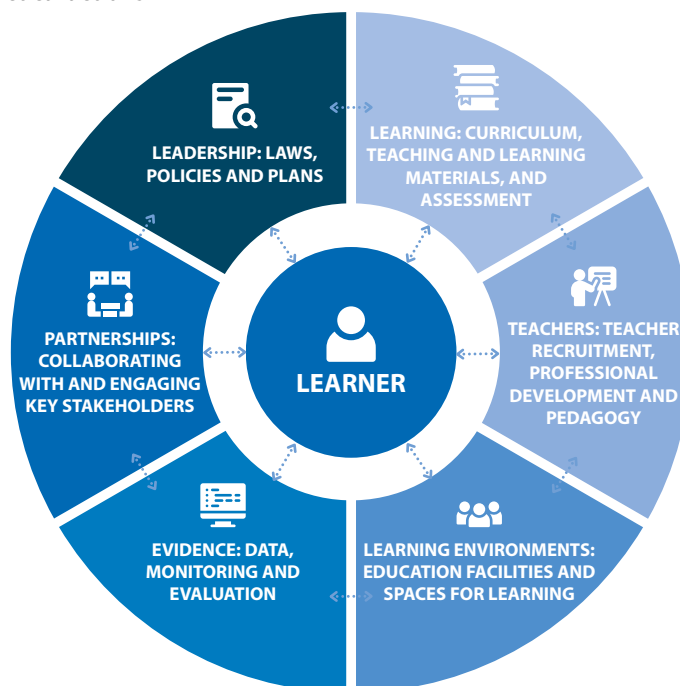 LEADERSHIP: LAWS,
POLICIES AND PLANS
LEARNING: CURRICULUM,
TEACHING AND LEARNING
MATERIALS, AND
ASSESSMENT
TEACHERS: TEACHER
RECRUITMENT,
PROFESSIONAL
DEVELOPMENT AND
PEDAGOGY
LEARNING ENVIRONMENTS:
EDUCATION FACILITIES AND
SPACES FOR LEARNING
EVIDENCE: DATA,
MONITORING AND
EVALUATION
PARTNERSHIPS:
COLLABORATING
WITH AND ENGAGING
KEY STAKEHOLDERS
LEARNER